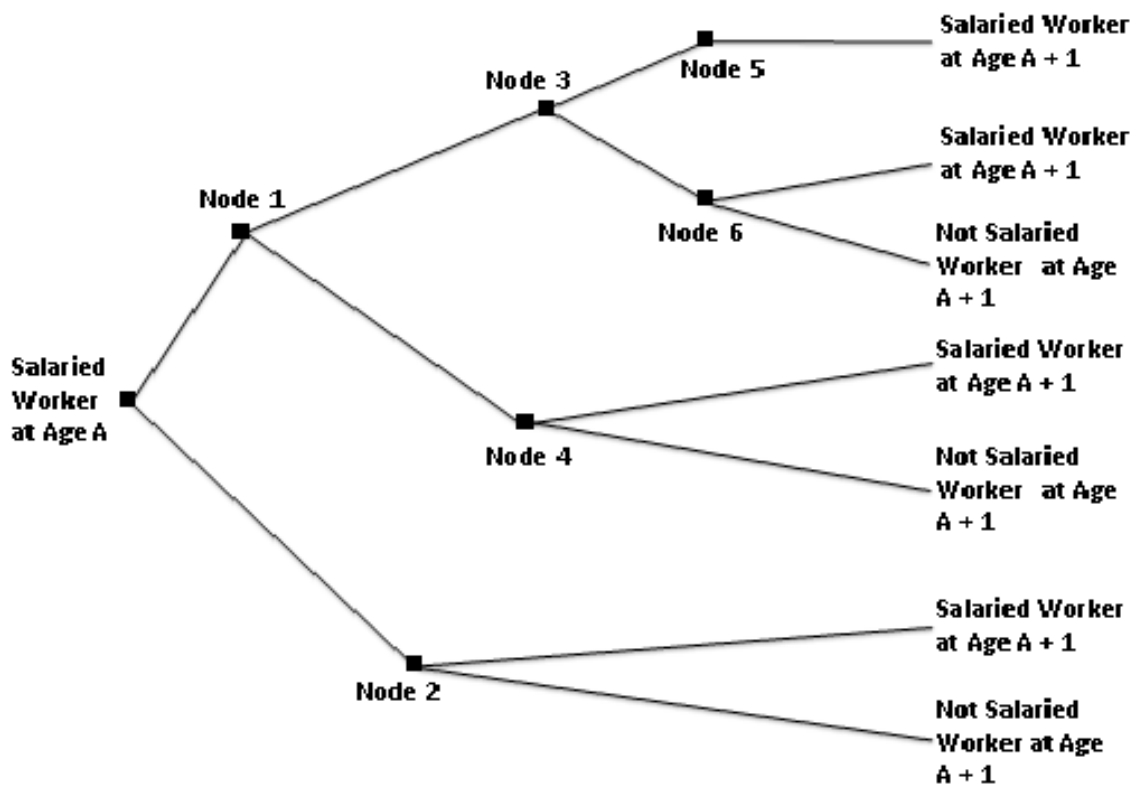 Salaried Worker
at Age A + 1
Node 5
Node 3
Salaried Worker
at Age A + 1
Node 1
Node 6
Not Salaried
Worker at Age
A + 1
Salaried Worker
at Age A + 1
Salaried
Worker
at Age A
Node 4
Not Salaried
Worker at Age
A + 1
Salaried Worker
at Age A + 1
Node 2
Not Salaried
Worker at Age
A + 1